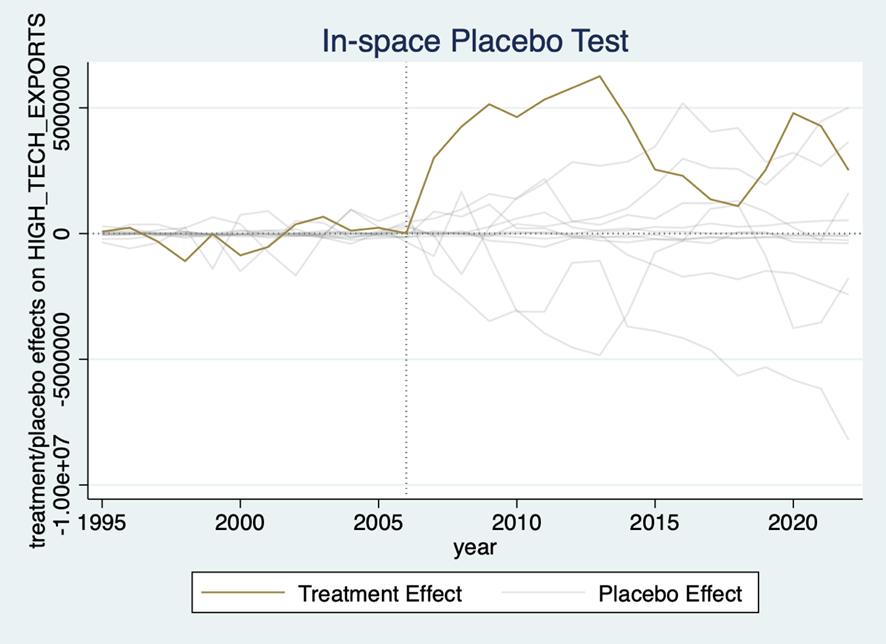 In-space Placebo Test
treatment/placebo effects on HIGH_TECH_EXPORTS
5000000
0
-5000000
-1.00e+07
1995
2000
2005
2010
2015
2020
year
Treatment Effect
Placebo Effect